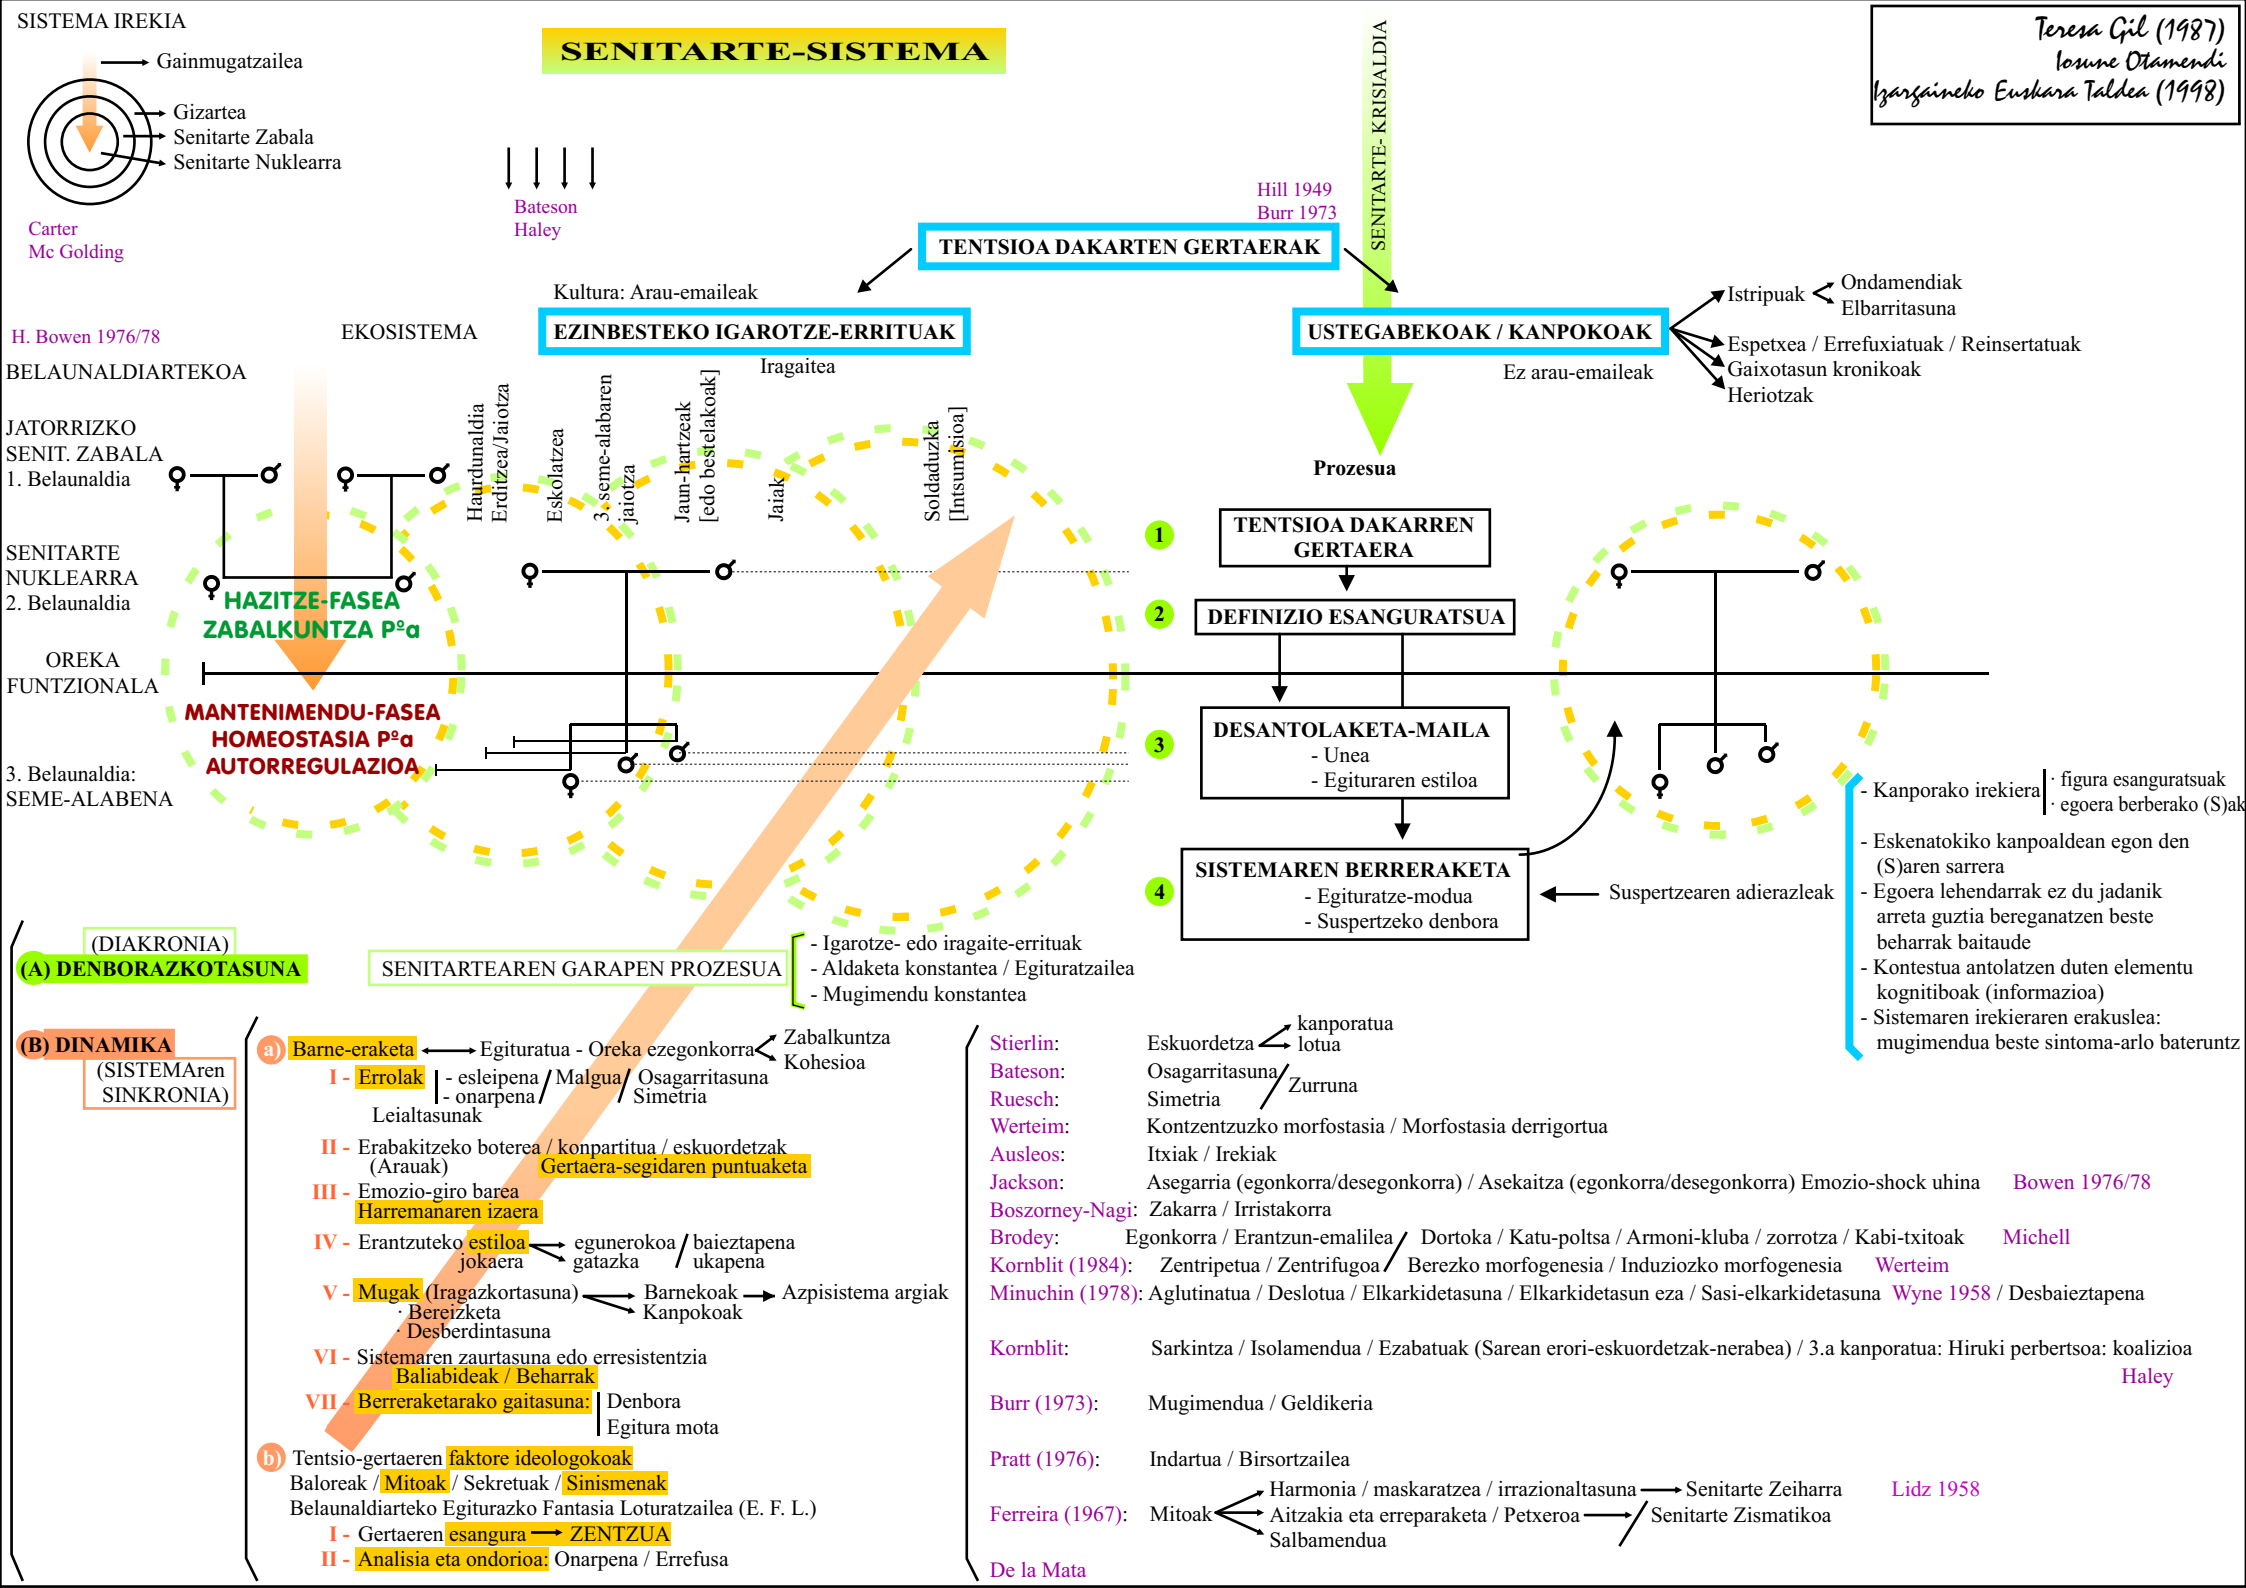 SISTEMA IREKIA
Gainmugatzailea
Gizartea
Senitarte Zabala
Senitarte Nuklearra
Carter
Mc Golding
SENITARTE-SISTEMA
Teresa Gil (1987)
Iosune Otamendi
Izargaineko Euskara Taldea (1998)
Bateson
Haley
SENITARTE- KRISIALDIA
Hill 1949
Burr 1973
TENTSIOA DAKARTEN GERTAERAK
Kultura: Arau-emaileak
EZINBESTEKO IGAROTZE-ERRITUAK
Iragaitea
USTEGABEKOAK / KANPOKOAK
Ez arau-emaileak
Istripuak
Ondamendiak
Elbarritasuna
Espetxea / Errefuxiatuak / Reinsertatuak
Gaixotasun kronikoak
Heriotzak
H. Bowen 1976/78
EKOSISTEMA
BELAUNALDIARTEKOA
JATORRIZKO
SENIT. ZABALA
1. Belaunaldia
SENITARTE
NUKLEARRA
2. Belaunaldia
OREKA
FUNTZIONALA
3. Belaunaldia:
SEME-ALABENA
HAZITZE-FASEA
ZABALKUNTZA Pºa
MANTENIMENDU-FASEA
HOMEOSTASIA Pºa
AUTORREGULAZIOA
Haurdunaldia
Erditzea/Jaiotza
Eskolatzea
3. seme-alabaren
jaiotza
Jaun-hartzeak
[edo bestelakoak]
Jaiak
Soldaduzka
[Intsumisioa]
Prozesua
1
TENTSIOA DAKARREN
GERTAERA
2
DEFINIZIO ESANGURATSUA
3
DESANTOLAKETA-MAILA
- Unea
- Egituraren estiloa
4
SISTEMAREN BERRERAKETA
- Egituratze-modua
- Suspertzeko denbora
Suspertzearen adierazleak
- Kanporako irekiera
· figura esanguratsuak
· egoera berberako (S)ak
- Eskenatokiko kanpoaldean egon den
(S)aren sarrera
- Egoera lehendarrak ez du jadanik
arreta guztia bereganatzen beste
beharrak baitaude
- Kontestua antolatzen duten elementu
kognitiboak (informazioa)
- Sistemaren irekieraren erakuslea:
mugimendua beste sintoma-arlo bateruntz
(DIAKRONIA)
(A) DENBORAZKOTASUNA
SENITARTEAREN GARAPEN PROZESUA
- Igarotze- edo iragaite-errituak
- Aldaketa konstantea / Egituratzailea
- Mugimendu konstantea
(B) DINAMIKA
(SISTEMAren
SINKRONIA)
a) Barne-eraketa Egituratua - Oreka ezegonkorra
Zabalkuntza
Kohesioa
I - Errolak
- esleipena / Malgua / Osagarritasuna
- onarpena Simetria
Leialtasunak
II - Erabakitzeko boterea / konpartitua / eskuordetzak
(Arauak) Gertaera-segidaren puntuaketa
III - Emozio-giro barea
Harremanaren izaera
IV - Erantzuteko estiloa egunerokoa / baieztapena
jokaera gatazka ukapena
V - Mugak (Iragazkortasuna) Barnekoak Azpisistema argiak
· Bereizketa Kanpokoak
· Desberdintasuna
VI - Sistemaren zaurtasuna edo erresistentzia
Baliabideak / Beharrak
VII - Berreraketarako gaitasuna: Denbora
Egitura mota
b) Tentsio-gertaeren faktore ideologokoak
Baloreak / Mitoak / Sekretuak / Sinismenak
Belaunaldiarteko Egiturazko Fantasia Loturatzailea (E. F. L.)
I - Gertaeren esangura ZENTZUA
II - Analisia eta ondorioa: Onarpena / Errefusa
Stierlin: Eskuordetza
kanporatua
lotua
Bateson: Osagarritasuna / Zurruna
Ruesch: Simetria
Werteim: Kontzentzuzko morfostasia / Morfostasia derrigortua
Ausleos: Itxiak / Irekiak
Jackson: Asegarria (egonkorra/desegonkorra) / Asekaitza (egonkorra/desegonkorra) Emozio-shock uhina Bowen 1976/78
Boszorney-Nagi: Zakarra / Irristakorra
Brodey: Egonkorra / Erantzun-emalilea / Dortoka / Katu-poltsa / Armoni-kluba / zorrotza / Kabi-txitoak Michell
Kornblit (1984): Zentripetua / Zentrifugoa / Berezko morfogenesia / Induziozko morfogenesia Werteim
Minuchin (1978): Aglutinatua / Deslotua / Elkarkidetasuna / Elkarkidetasun eza / Sasi-elkarkidetasuna Wyne 1958 / Desbaieztapena
Kornblit: Sarkintza / Isolamendua / Ezabatuak (Sarean erori-eskuordetzak-nerabea) / 3.a kanporatua: Hiruki perbertsoa: koalizioa
Haley
Burr (1973): Mugimendua / Geldikeria
Pratt (1976): Indartua / Birsortzailea
Ferreira (1967): Mitoak
Harmonia / maskaratzea / irrazionaltasuna Senitarte Zeiharra Lidz 1958
Aitzakia eta erreparaketa / Petxeroa / Senitarte Zismatikoa
Salbamendua
De la Mata